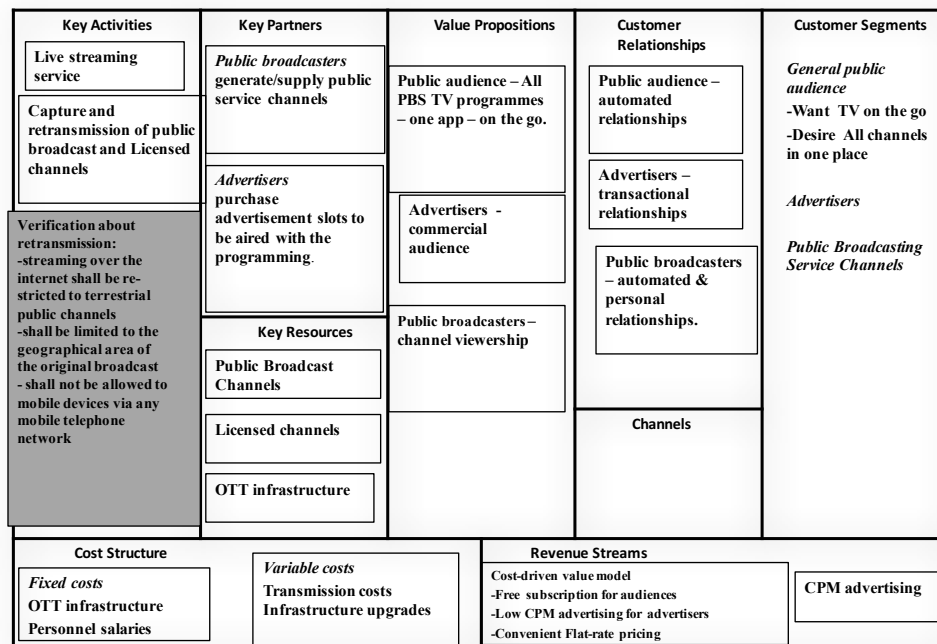 Key Activities
Live streaming
service
Capture and
retransmission of public
broadcast and Licensed
channels
Verification about
retransmission:
-streaming over the
internet shall be re-
stricted to terrestrial
public channels
-shall be limited to the
geographical area of
the original broadcast
- shall not be allowed to
mobile devices via any
mobile telephone
network
Key Partners
Public broadcasters
generate/supply public
service channels
Advertisers
purchase
advertisement slots to
be aired with the
programming.
Key Resources
Public Broadcast
Channels
Licensed channels
OTT infrastructure
Value Propositions
Public audience – All
PBS TV programmes
– one app – on the go.
Advertisers -
commercial
audience
Public broadcasters –
channel viewership
Customer
Relationships
Public audience –
automated
relationships
Advertisers –
transactional
relationships
Public broadcasters
– automated &
personal
relationships.
Channels
Customer Segments
General public
audience
-Want TV on the go
-Desire All channels
in one place
Advertisers
Public Broadcasting
Service Channels
Cost Structure
Fixed costs
OTT infrastructure
Personnel salaries
Variable costs
Transmission costs
Infrastructure upgrades
Revenue Streams
Cost-driven value model
-Free subscription for audiences
-Low CPM advertising for advertisers
-Convenient Flat-rate pricing
CPM advertising